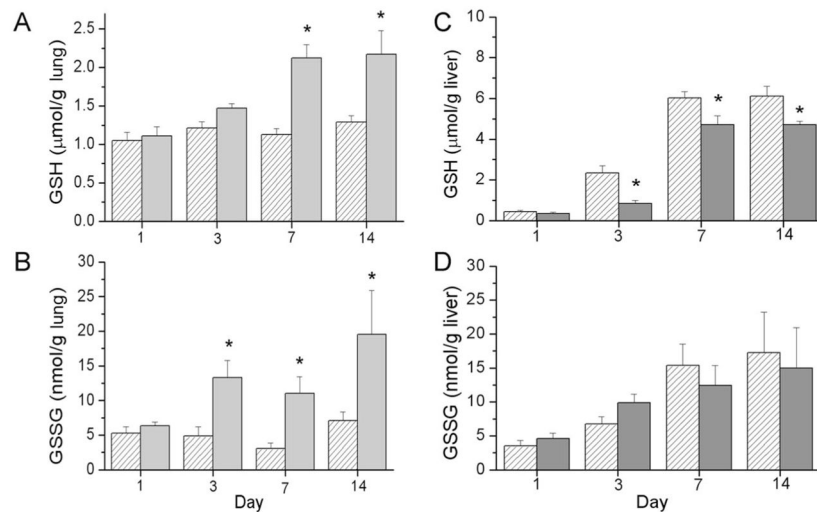 A
GSH (μmol/g lung)
2.5
2.0
1.5
1.0
0.5
0.0
*
*
1 3 7 14
B
GSSG (nmol/g lung)
30
25
20
15
10
5
0
*
*
*
1 3 7 14
Day
C
GSH (μmol/g liver)
10
8
6
4
2
0
*
*
*
1 3 7 14
D
GSSG (nmol/g liver)
30
25
20
15
10
5
0
1 3 7 14
Day